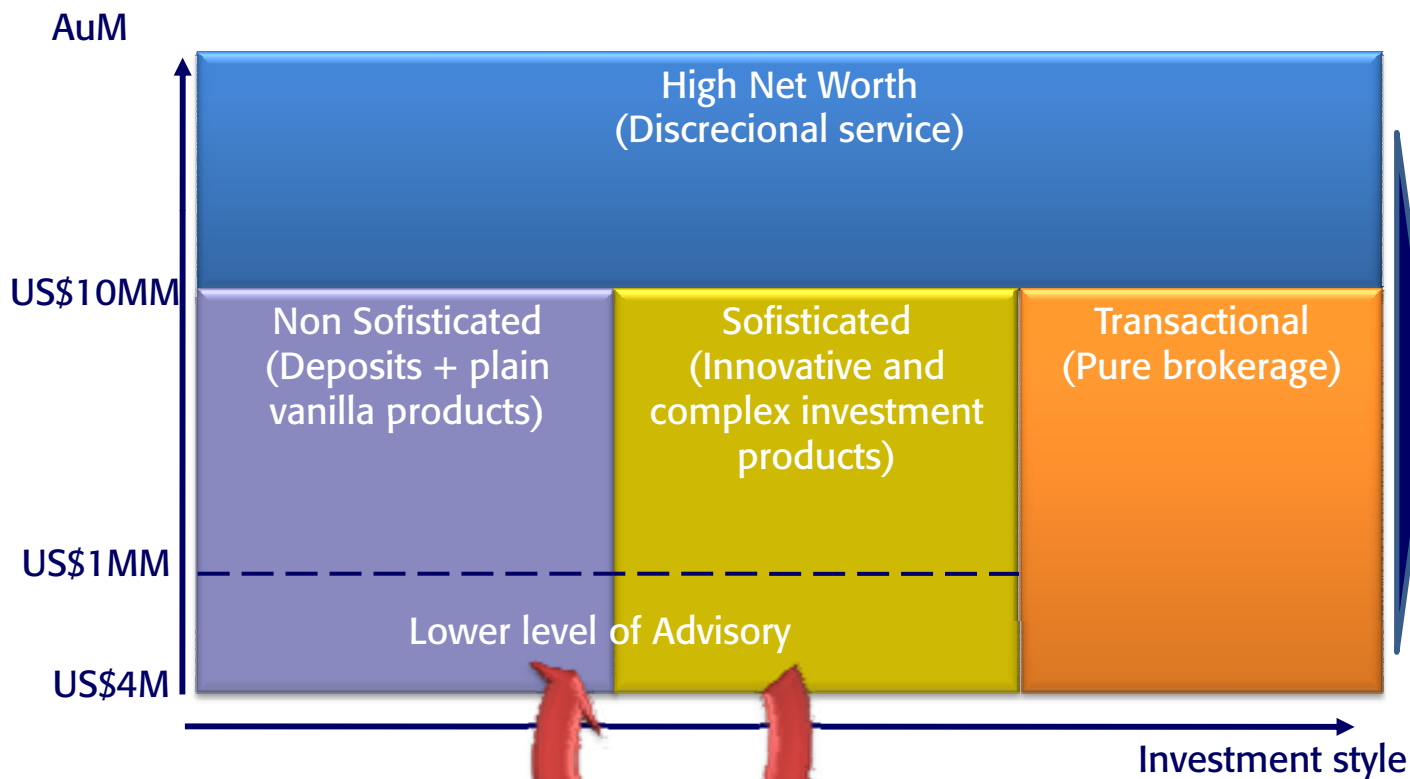 AuM
High Net Worth
(Discrecional service)
US$10MM
Non Sofisticated
(Deposits + plain
vanilla products)
Sofisticated
(Innovative and
complex investment
products)
Transactional
(Pure brokerage)
US$1MM
Lower level of Advisory
US$4M
Investment style